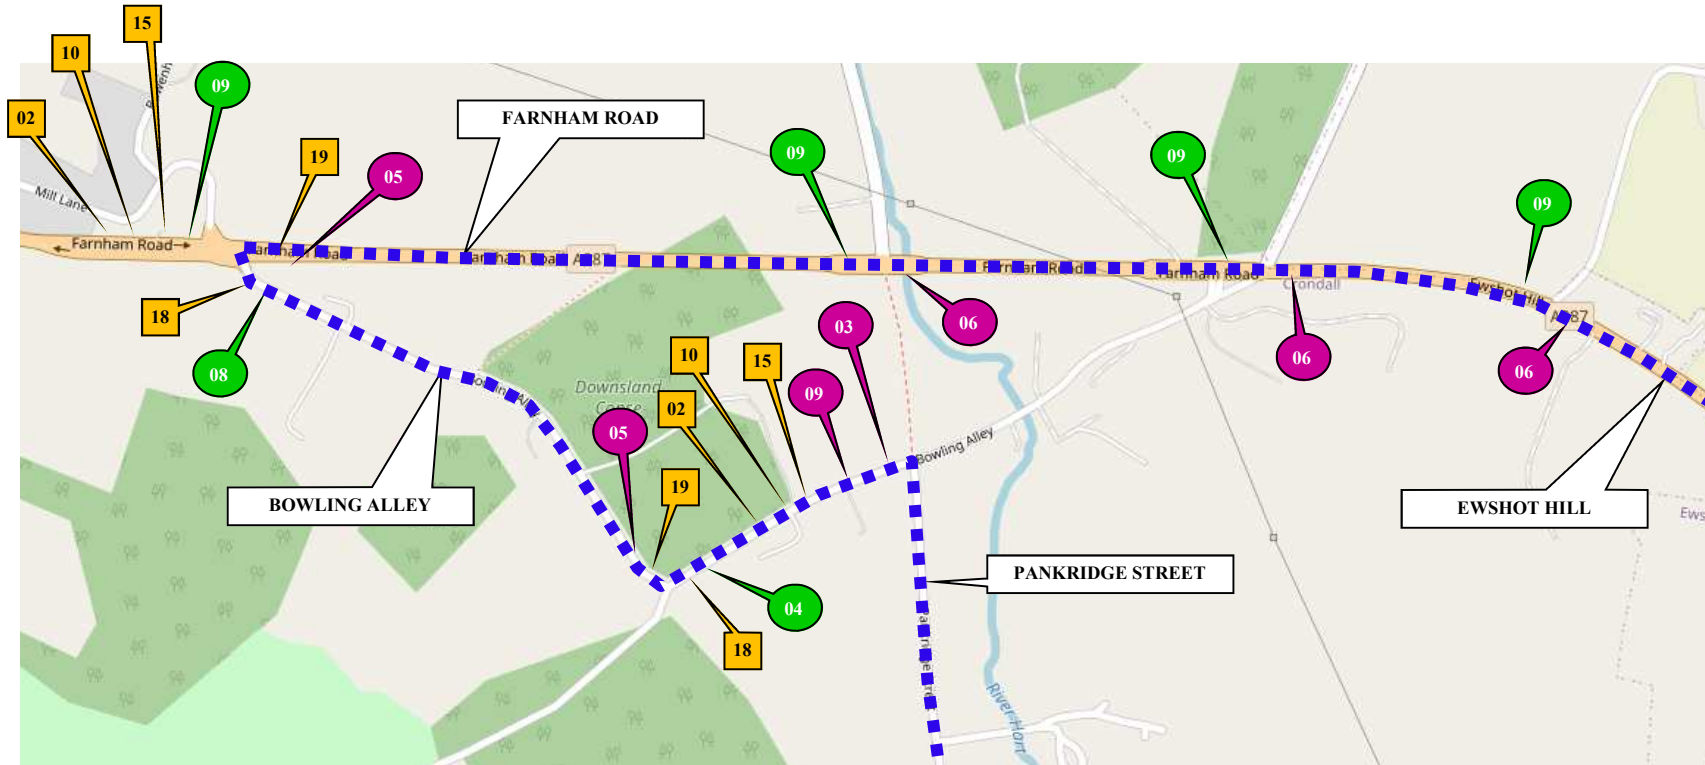 15
10
09
02
19
05
FARNHAM ROAD
09
09
09
Mill Lane
Farnham Road
Farnham Road
Farnham Road
Farnham Road
Crondall
Ewshot Hill
18
08
03
06
06
06
10
15
09
02
Downsland
Copse
Bowling Alley
05
19
Bowling Alley
BOWLING ALLEY
EWSHOT HILL
PANKRIDGE STREET
04
18
River Hart